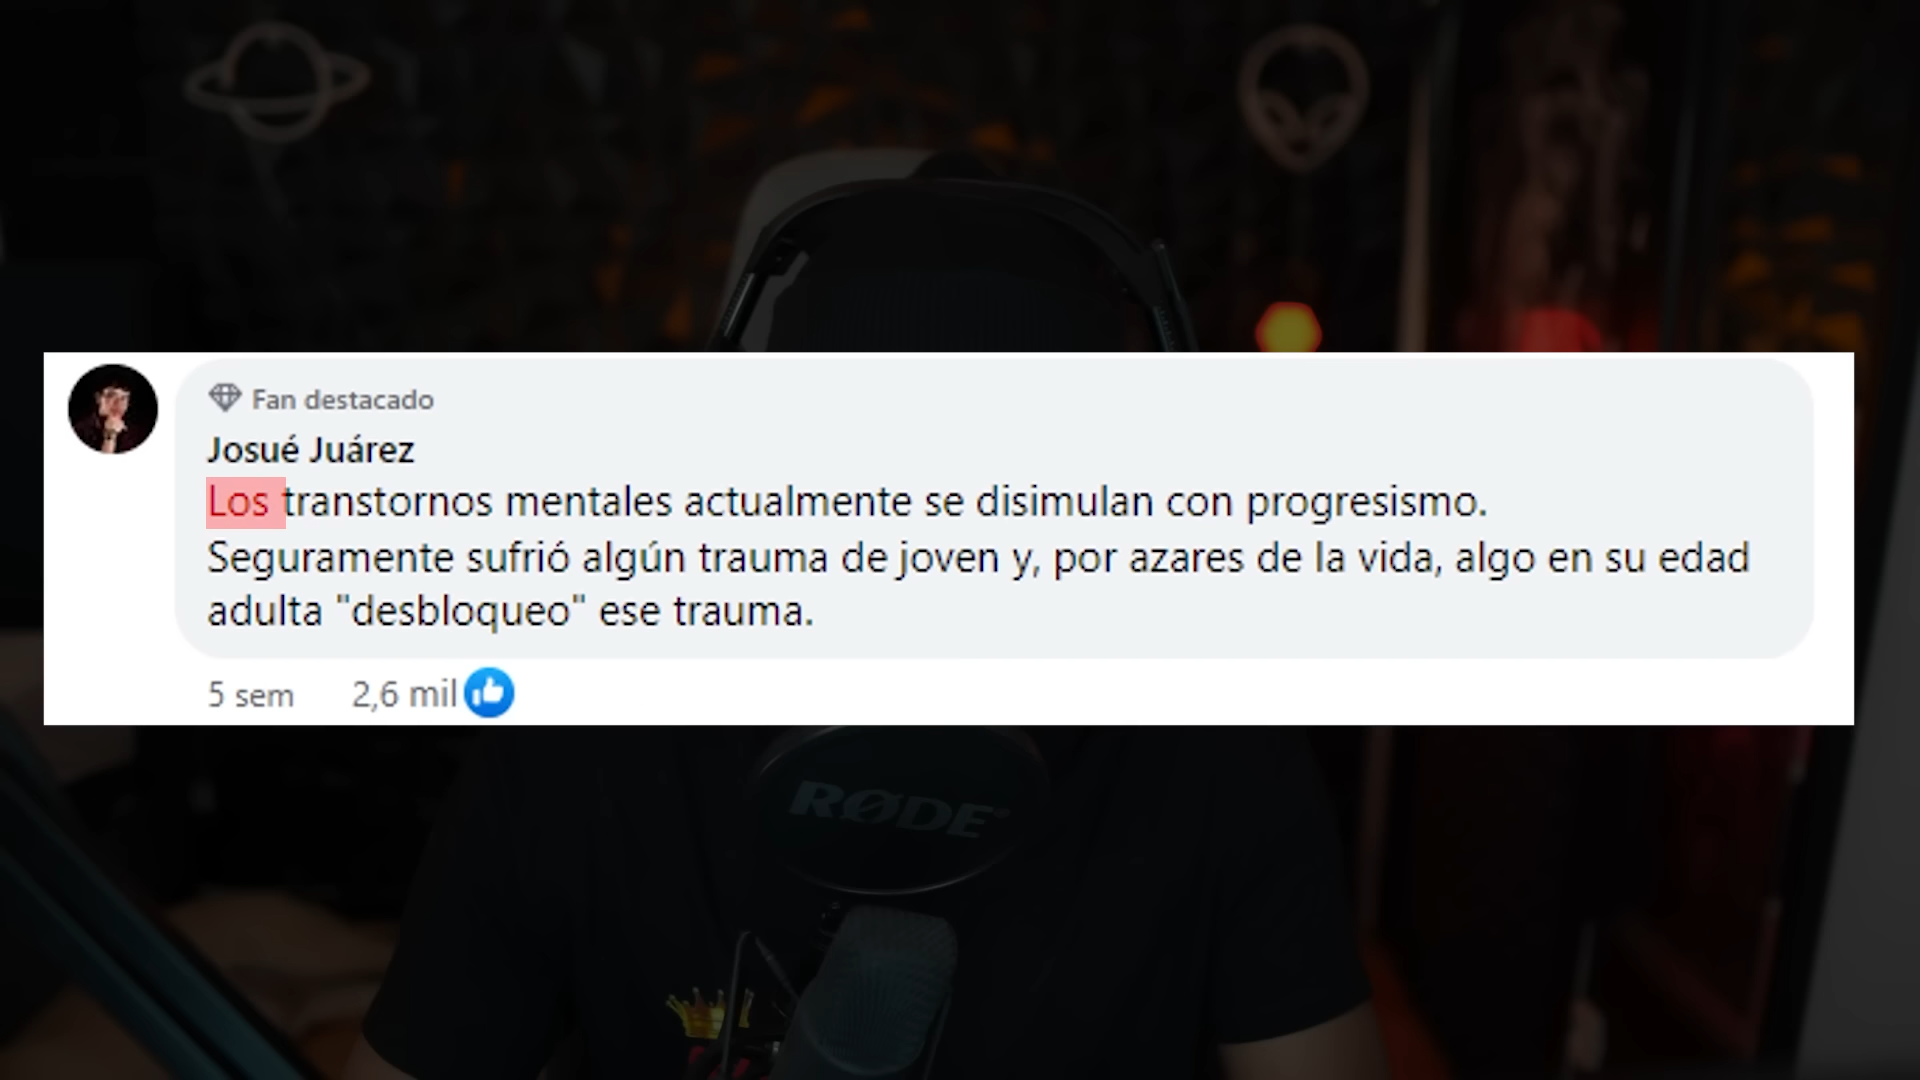 Fan destacado
Josué Juárez
Los transtornos mentales actualmente se disimulan con progresismo.
Seguramente sufrió algún trauma de joven y, por azares de la vida, algo en su edad
adulta "desbloqueo" ese trauma.
5 sem 2,6 mil
RØDE